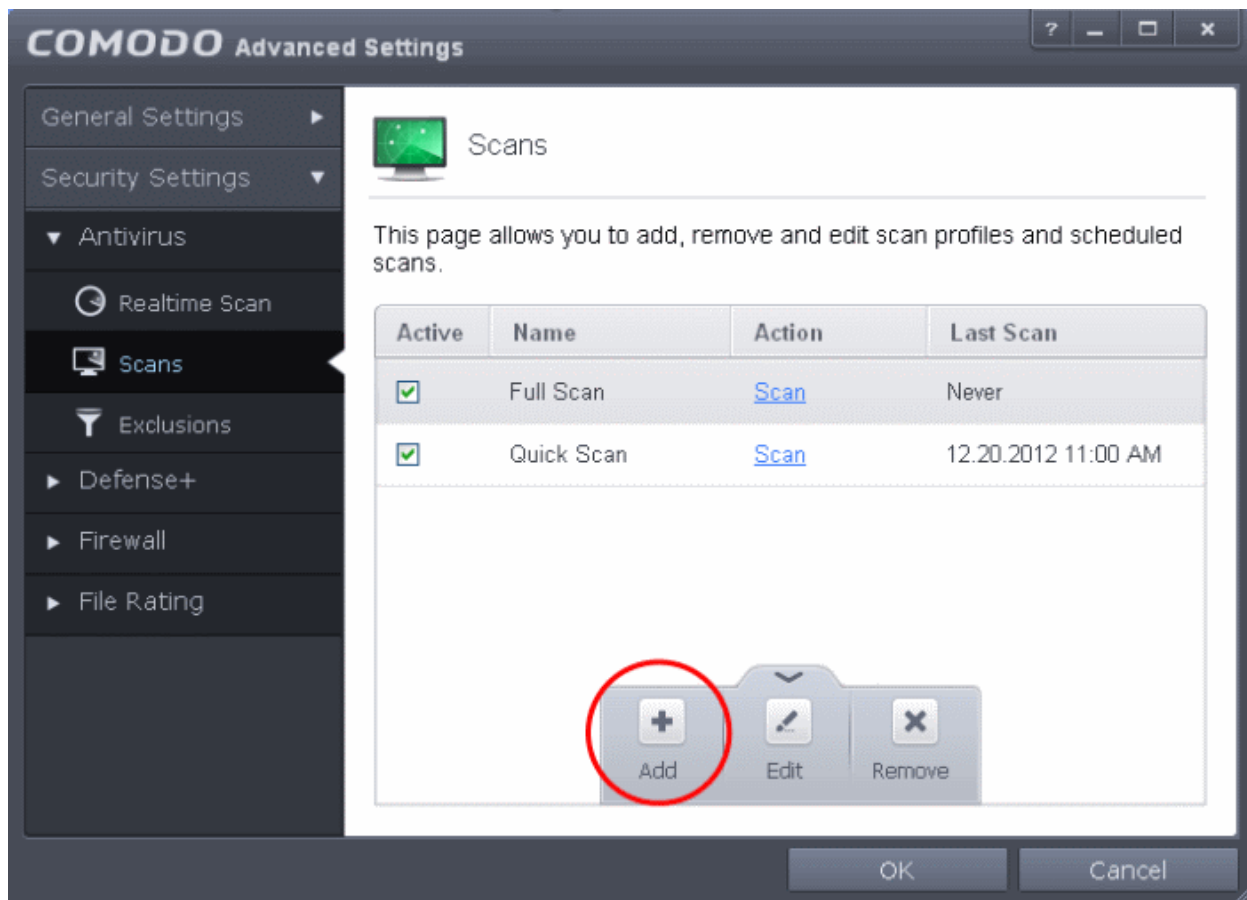 COMODO Advanced Settings
?
General Settings
Security Settings
Antivirus
Realtime Scan
Scans
Exclusions
Defense+
Firewall
File Rating
Scans
This page allows you to add, remove and edit scan profiles and scheduled
scans.
Active Name Action Last Scan
Full Scan Scan Never
Quick Scan Scan 12.20.2012 11:00 AM
Add Edit Remove
OK Cancel